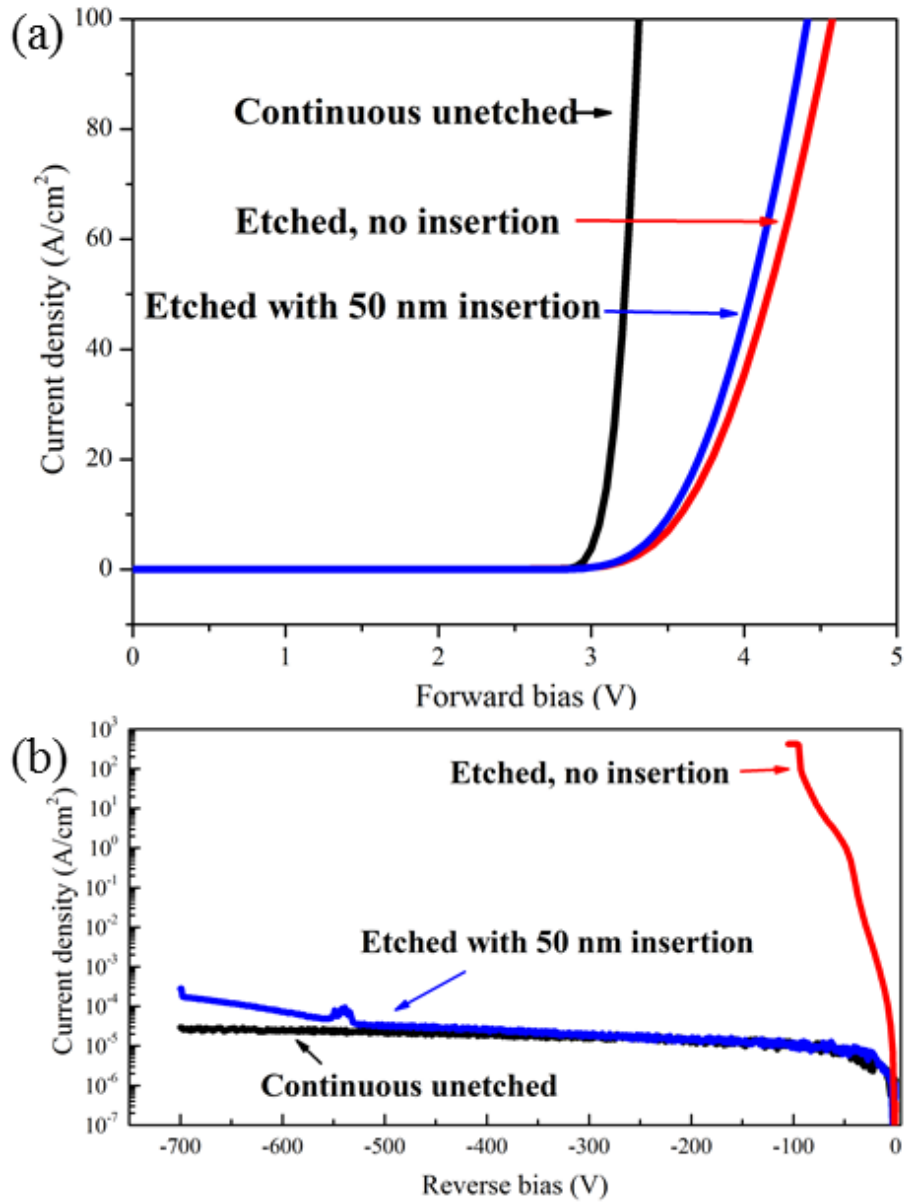 (a)
100
80
60
40
20
0
Current density (A/cm²)
Continuous unetched
Etched, no insertion
Etched with 50 nm insertion
0 1 2 3 4 5
Forward bias (V)
(b)
10³
10²
10¹
10⁰
10⁻¹
10⁻²
10⁻³
10⁻⁴
10⁻⁵
10⁻⁶
10⁻⁷
Current density (A/cm²)
Etched, no insertion
Etched with 50 nm insertion
Continuous unetched
-700 -600 -500 -400 -300 -200 -100 0
Reverse bias (V)